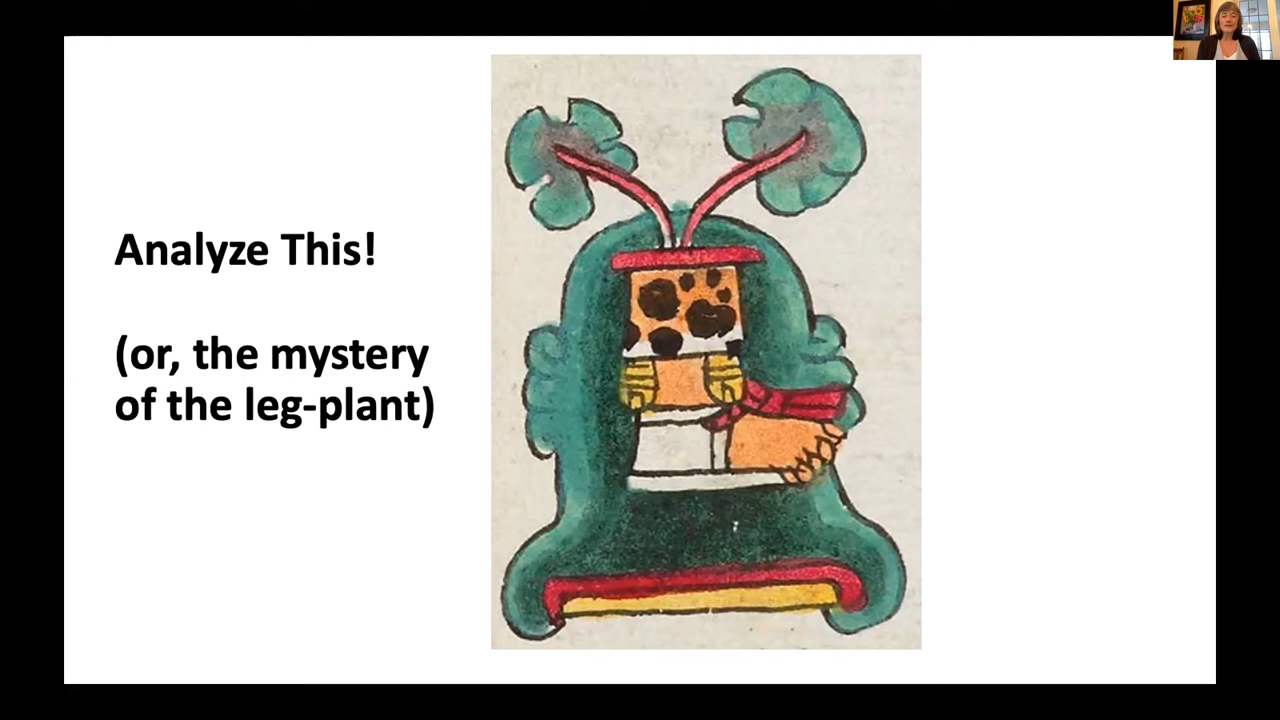 Analyze This!
(or, the mystery
of the leg-plant)